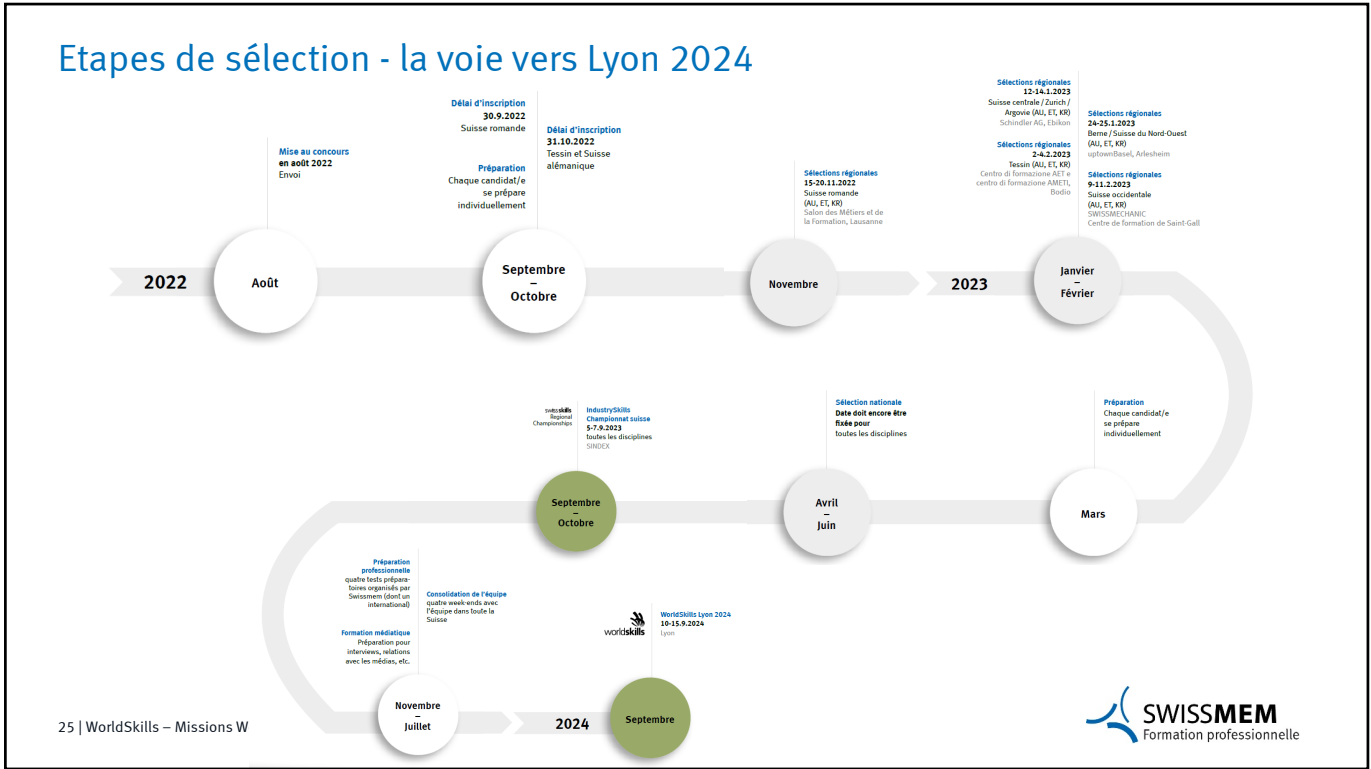 Etapes de sélection - la voie vers Lyon 2024
Mise au concours
en août 2022
Envoi
Délai d'inscription
30.9.2022
Suisse romande
Préparation
Chaque candidat/e
se prépare
individuellement
Délai d'inscription
31.10.2022
Tessin et Suisse
alémanique
Sélections régionales
15-20.11.2022
Suisse romande
(AU, ET, KR)
Salon des Métiers et de
la Formation, Lausanne
Sélections régionales
12-14.1.2023
Suisse centrale / Zurich /
Argovie (AU, ET, KR)
Schindler AG, Ebikon
Sélections régionales
2-4.2.2023
Tessin (AU, ET, KR)
Centro di formazione AET e
centro di formazione AMETI,
Bodio
Sélections régionales
24-25.1.2023
Berne / Suisse du Nord-Ouest
(AU, ET, KR)
uptownBasel, Arlesheim
Sélections régionales
9-11.2.2023
Suisse occidentale
(AU, ET, KR)
SWISSMECHANIC
Centre de formation de Saint-Gall
2022
Août
Septembre
–
Octobre
Novembre
2023
Janvier
–
Février
swissskills
Regional
Championships
IndustrySkills
Championnat suisse
5-7.9.2023
toutes les disciplines
SINDEX
Sélection nationale
Date doit encore être
fixée pour
toutes les disciplines
Préparation
Chaque candidat/e
se prépare
individuellement
Septembre
–
Octobre
Avril
–
Juin
Mars
Préparation
professionnelle
quatre tests prépara-
toires organisés par
Swissmem (dont un
international)
Formation médiatique
Préparation pour
interviews, relations
avec les médias, etc.
Consolidation de l'équipe
quatre week-ends avec
l'équipe dans toute la
Suisse
worldskills
WorldSkills Lyon 2024
10-15.9.2024
Lyon
Novembre
–
Juillet
2024
Septembre
25 | WorldSkills – Missions W
SWISSMEM
Formation professionnelle